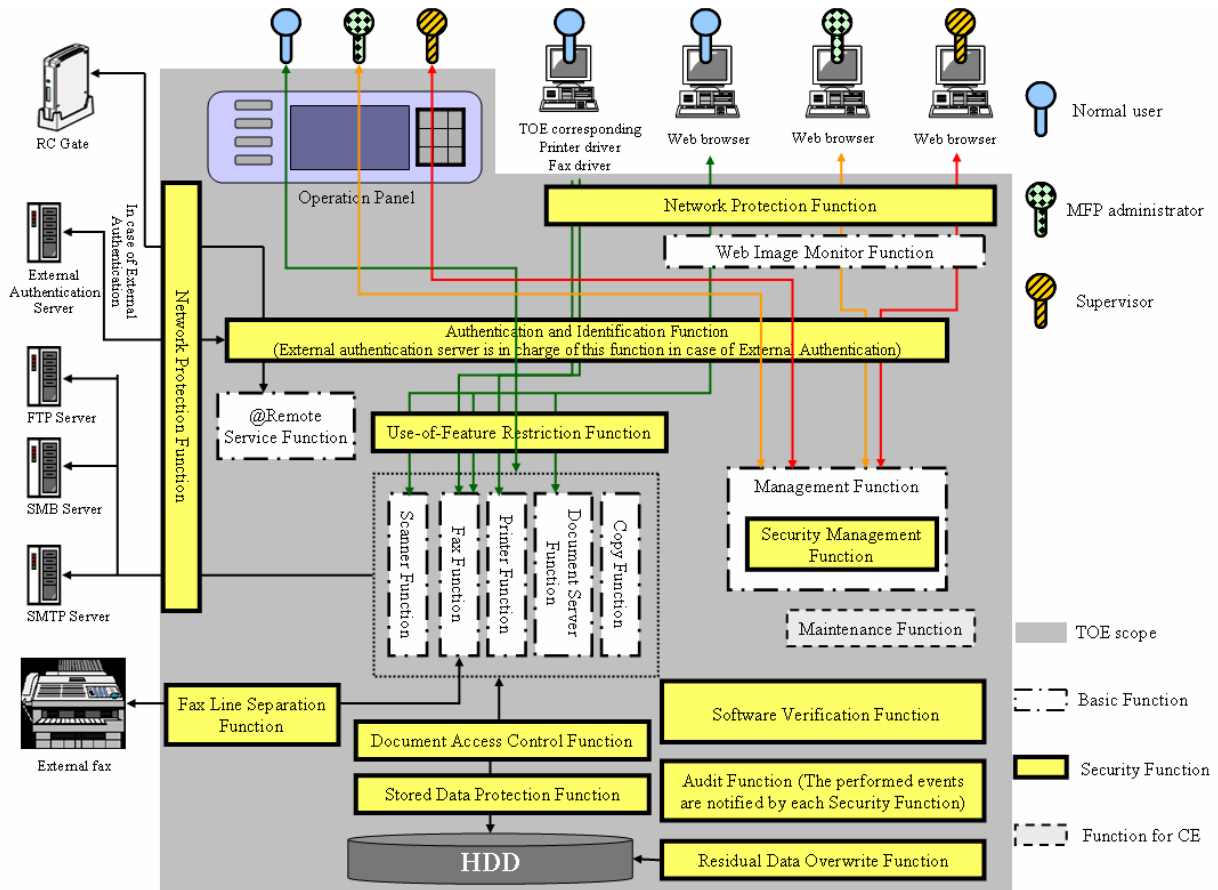 RC Gate
In case of External
Authentication
External
Authentication
Server
FTP Server
SMB Server
SMTP Server
External fax
Operation Panel
TOE corresponding
Printer driver
Fax driver
Web browser
Web browser
Web browser
Network Protection Function
Web Image Monitor Function
Network Protection Function
Authentication and Identification Function
(External authentication server is in charge of this function in case of External Authentication)
@Remote
Service Function
Use-of-Feature Restriction Function
Scanner Function
Fax Function
Printer Function
Document Server
Function
Copy Function
Management Function
Security Management
Function
Maintenance Function
Fax Line Separation
Function
Document Access Control Function
Stored Data Protection Function
HDD
Software Verification Function
Audit Function (The performed events
are notified by each Security Function)
Residual Data Overwrite Function
Normal user
MFP administrator
Supervisor
TOE scope
Basic Function
Security Function
Function for CE